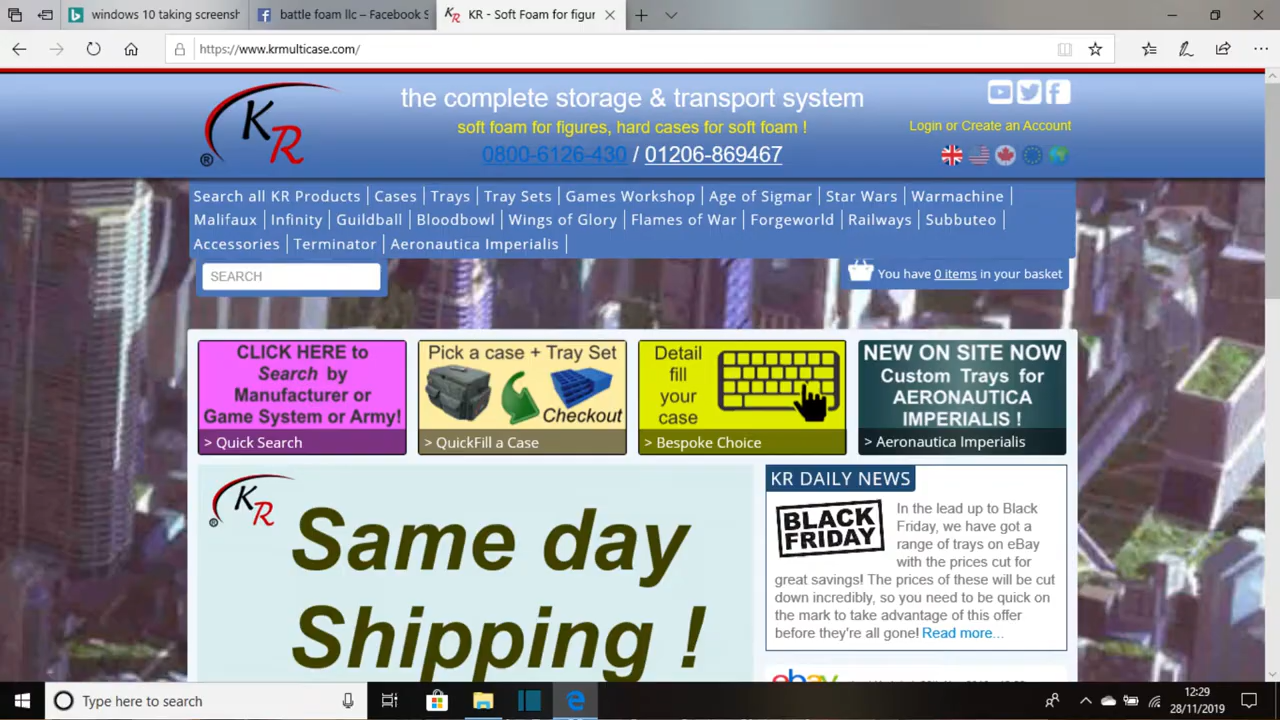 windows 10 taking screensh
battle foam llc – Facebook S
KR - Soft Foam for figur
https://www.krmulticase.com/
KR
®
the complete storage & transport system
soft foam for figures, hard cases for soft foam !
0800-6126-430 / 01206-869467
Login or Create an Account
Search all KR Products | Cases | Trays | Tray Sets | Games Workshop | Age of Sigmar | Star Wars | Warmachine |
Malifaux | Infinity | Guildball | Bloodbowl | Wings of Glory | Flames of War | Forgeworld | Railways | Subbuteo |
Accessories | Terminator | Aeronautica Imperialis |
SEARCH
You have 0 items in your basket
CLICK HERE to
Search by
Manufacturer or
Game System or Army!
> Quick Search
Pick a case + Tray Set
Checkout
> QuickFill a Case
Detail
fill
your
case
> Bespoke Choice
NEW ON SITE NOW
Custom Trays for
AERONAUTICA
IMPERIALIS !
> Aeronautica Imperialis
KR
®
Same day
Shipping !
KR DAILY NEWS
BLACK
FRIDAY
In the lead up to Black
Friday, we have got a
range of trays on eBay
with the prices cut for
great savings! The prices of these will be cut
down incredibly, so you need to be quick on
the mark to take advantage of this offer
before they're all gone! Read more...
ebay
Type here to search
12:29
28/11/2019